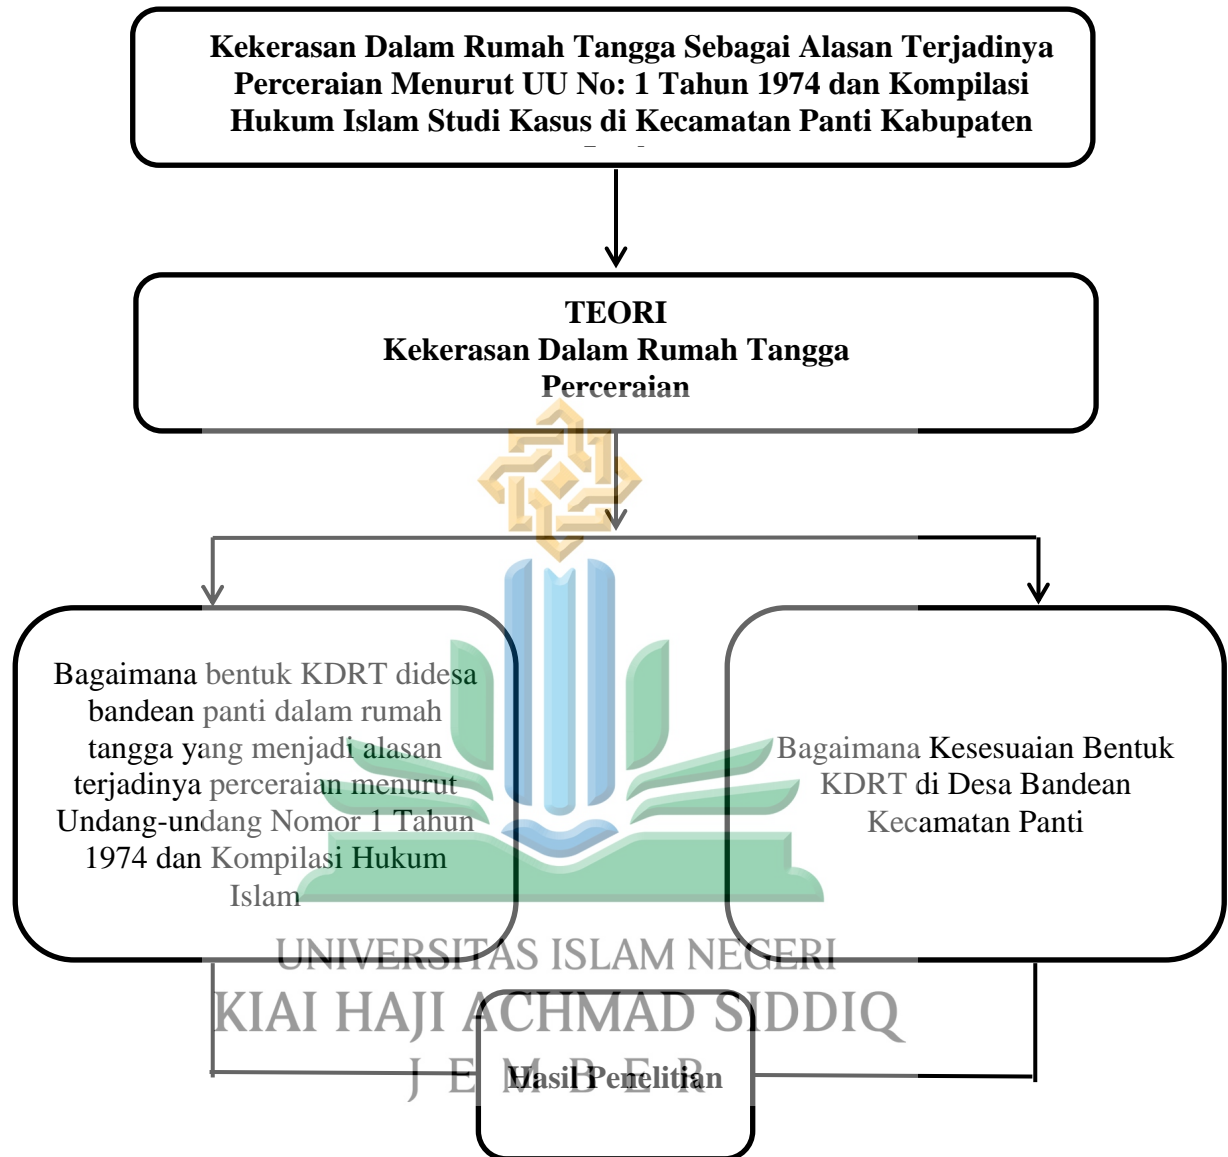 Kekerasan Dalam Rumah Tangga Sebagai Alasan Terjadinya
Perceraian Menurut UU No: 1 Tahun 1974 dan Kompilasi
Hukum Islam Studi Kasus di Kecamatan Panti Kabupaten
TEORI
Kekerasan Dalam Rumah Tangga
Perceraian
Bagaimana bentuk KDRT didesa
bandean panti dalam rumah
tangga yang menjadi alasan
terjadinya perceraian menurut
Undang-undang Nomor 1 Tahun
1974 dan Kompilasi Hukum
Islam
Bagaimana Kesesuaian Bentuk
KDRT di Desa Bandean
Kecamatan Panti
UNIVERSITAS ISLAM NEGERI
KIAI HAJI ACHMAD SIDDIQ
JEMBER
Hasil Penelitian